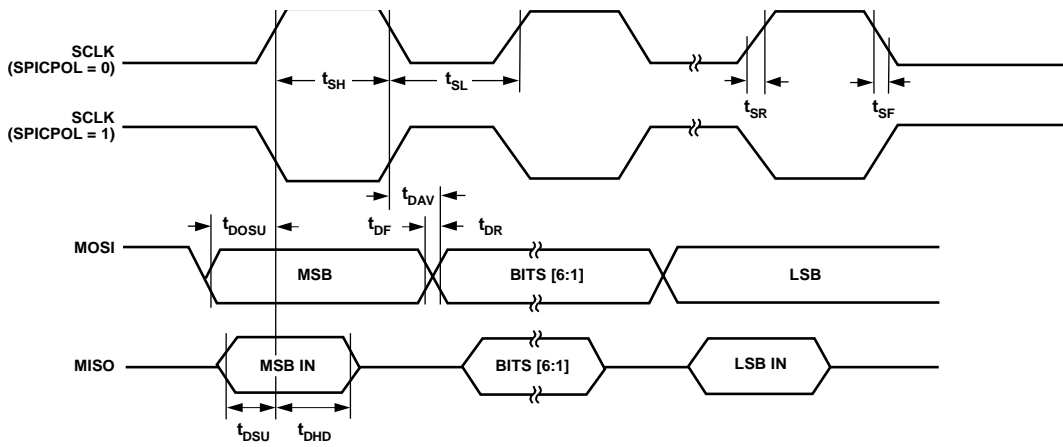 SCLK
(SPICPOL = 0)
tSH
tSL
tSR
tSF
SCLK
(SPICPOL = 1)
tDAV
tDOSU
tDF
tDR
MOSI
MSB
BITS [6:1]
LSB
MISO
MSB IN
BITS [6:1]
LSB IN
tDSU
tDHD